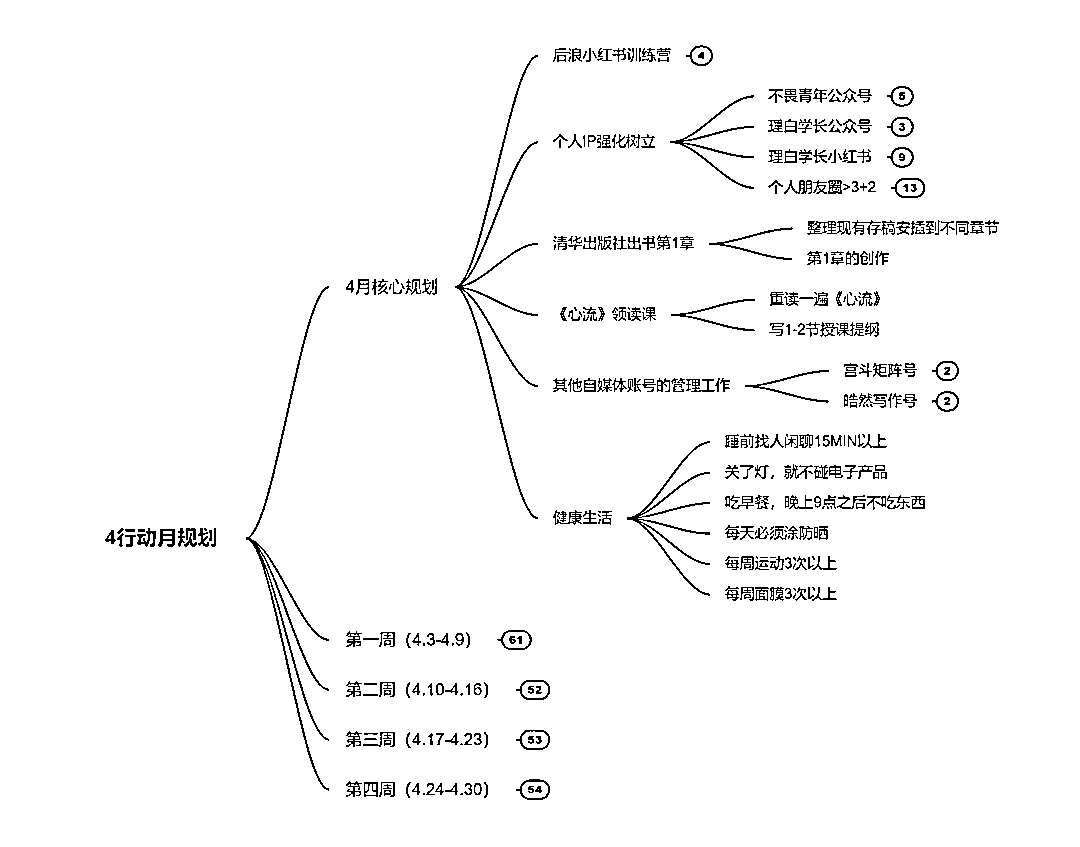 4行动月规划
4月核心规划
后浪小红书训练营 4
个人IP强化树立
不畏青年公众号 5
理白学长公众号 3
理白学长小红书 9
个人朋友圈>3+2 13
清华出版社出书第1章
整理现有存稿安插到不同章节
第1章的创作
《心流》领读课
重读一遍《心流》
写1-2节授课提纲
其他自媒体账号的管理工作
宫斗矩阵号 2
皓然写作号 2
健康生活
睡前找人闲聊15MIN以上
关了灯，就不碰电子产品
吃早餐，晚上9点之后不吃东西
每天必须涂防晒
每周运动3次以上
每周面膜3次以上
第一周（4.3-4.9） 61
第二周（4.10-4.16） 52
第三周（4.17-4.23） 53
第四周（4.24-4.30） 54